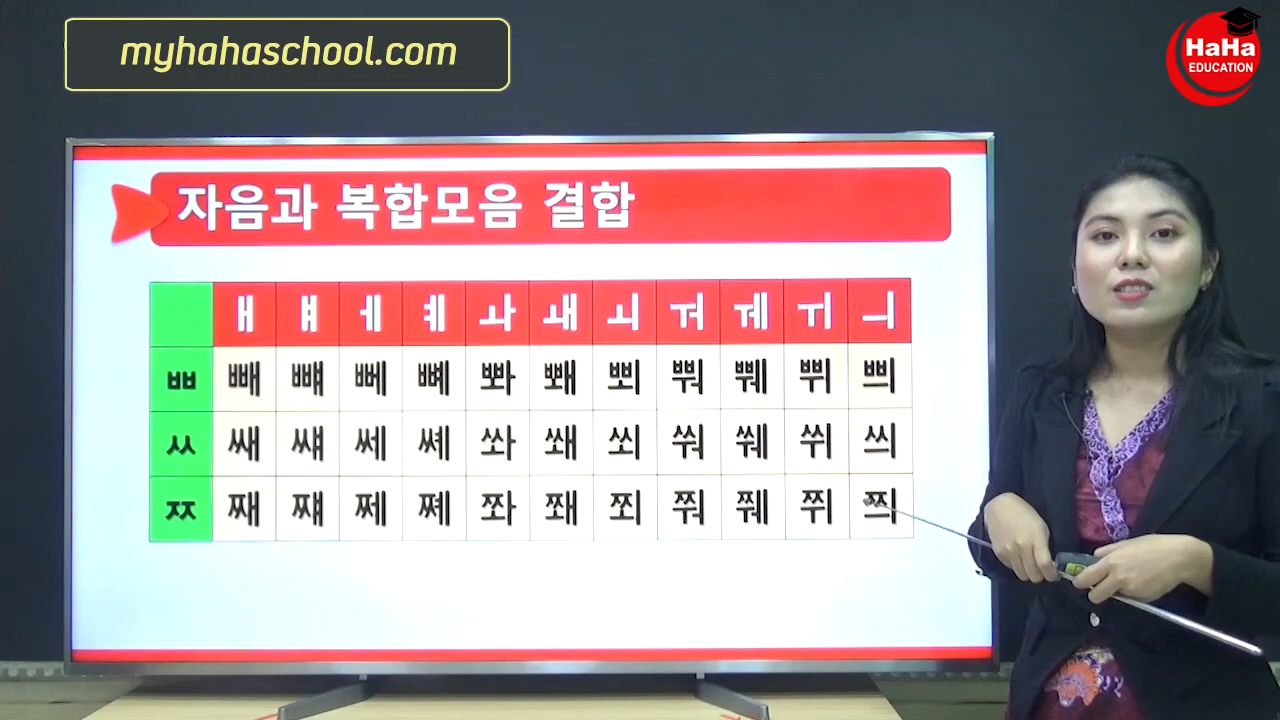 myhahaschool.com
HaHa
EDUCATION
자음과 복합모음 결합
ㅐ ㅒ ㅔ ㅖ ㅘ ㅙ ㅚ ㅝ ㅞ ㅟ ㅢ
ㅃ 빼 뺴 뻬 뼤 뽜 뽸 뾔 뿨 쀄 쀠 쁴
ㅆ 쌔 썌 쎄 쎼 쏴 쐐 쐬 쒀 쒜 쒸 씌
ㅉ 째 쨰 쩨 쪠 쫘 쫴 쬐 쭤 쮀 쮜 쯰